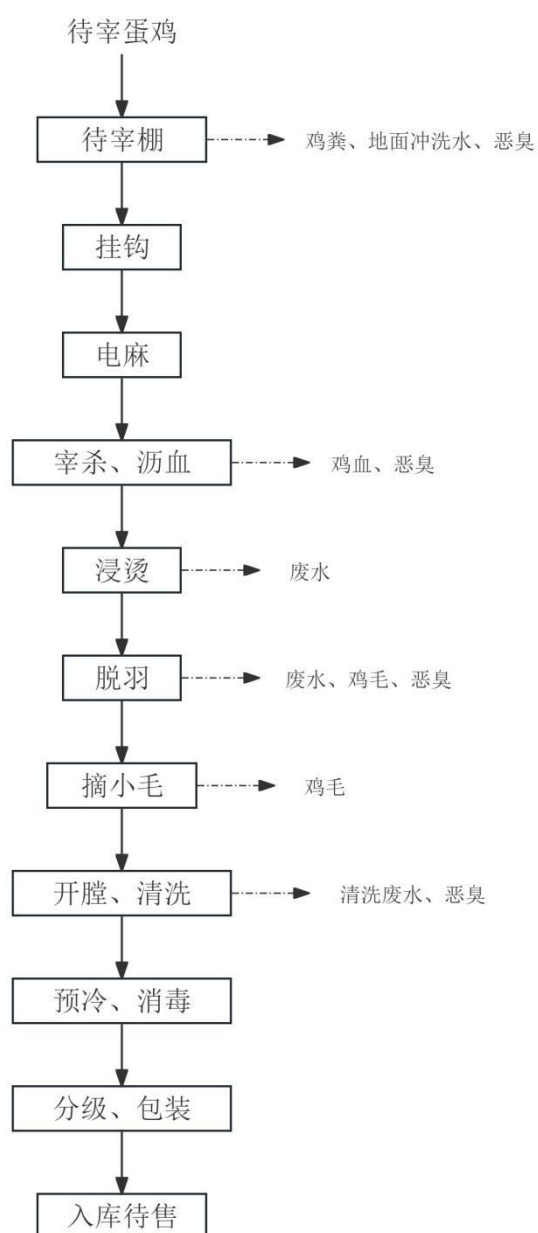 待宰蛋鸡
待宰棚
鸡粪、地面冲洗水、恶臭
挂钩
电麻
宰杀、沥血
鸡血、恶臭
浸烫
废水
脱羽
废水、鸡毛、恶臭
摘小毛
鸡毛
开膛、清洗
清洗废水、恶臭
预冷、消毒
分级、包装
入库待售